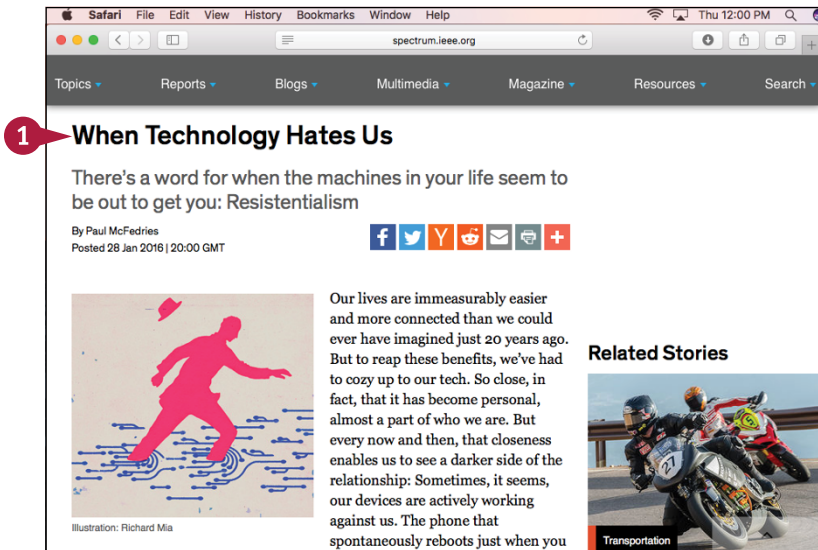 Safari File Edit View History Bookmarks Window Help Thu 12:00 PM
spectrum.ieee.org
Topics Reports Blogs Multimedia Magazine Resources Search
1
When Technology Hates Us
There's a word for when the machines in your life seem to
be out to get you: Resistentialism
By Paul McFedries
Posted 28 Jan 2016 | 20:00 GMT
Our lives are immeasurably easier
and more connected than we could
ever have imagined just 20 years ago.
But to reap these benefits, we've had
to cozy up to our tech. So close, in
fact, that it has become personal,
almost a part of who we are. But
every now and then, that closeness
enables us to see a darker side of the
relationship: Sometimes, it seems,
our devices are actively working
against us. The phone that
spontaneously reboots just when you
Illustration: Richard Mia
Related Stories
27
Transportation